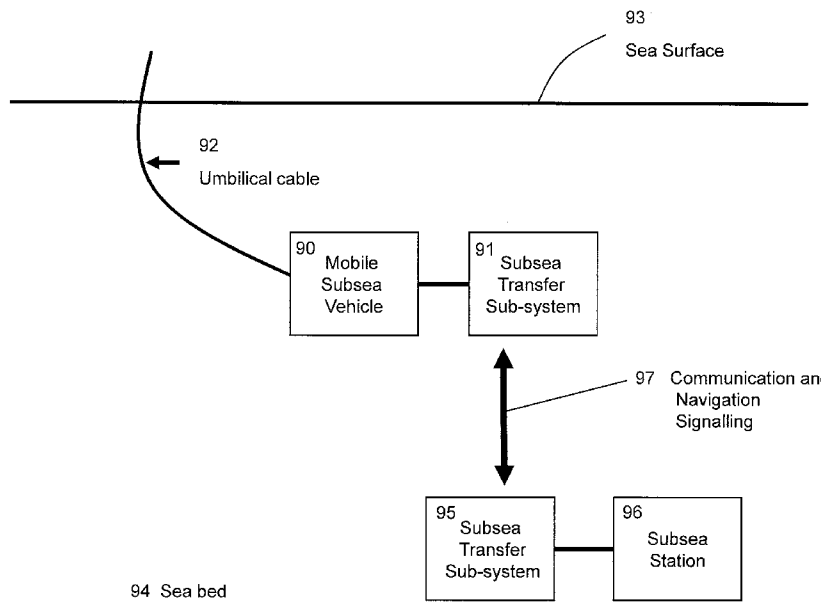 93
Sea Surface
92
Umbilical cable
90
Mobile
Subsea
Vehicle
91
Subsea
Transfer
Sub-system
97 Communication an
Navigation
Signalling
95
Subsea
Transfer
Sub-system
96
Subsea
Station
94 Sea bed